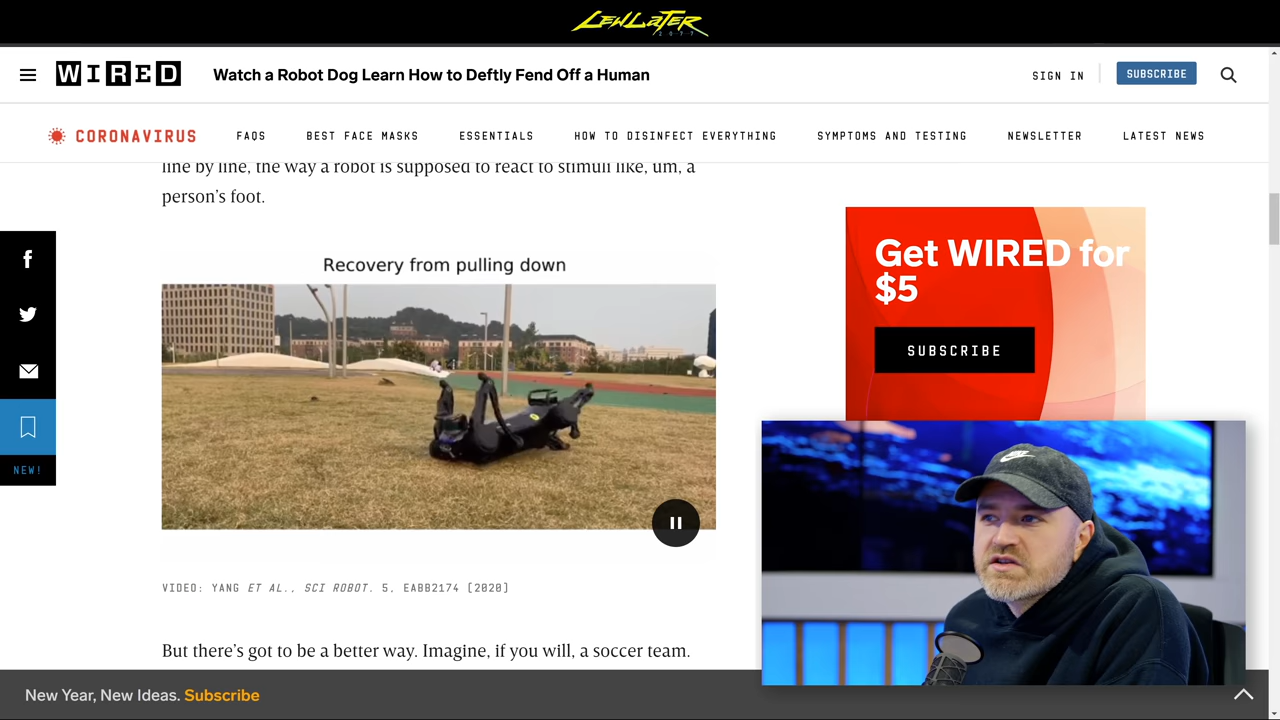 LEWLATER
2077
WIRED
Watch a Robot Dog Learn How to Deftly Fend Off a Human
SIGN IN
SUBSCRIBE
CORONAVIRUS
FAQS
BEST FACE MASKS
ESSENTIALS
HOW TO DISINFECT EVERYTHING
SYMPTOMS AND TESTING
NEWSLETTER
LATEST NEWS
line by line, the way a robot is supposed to react to stimuli like, um, a
person's foot.
Recovery from pulling down
Get WIRED for
$5
SUBSCRIBE
NEW!
VIDEO: YANG ET AL., SCI ROBOT. 5, EABB2174 [2020]
But there's got to be a better way. Imagine, if you will, a soccer team.
New Year, New Ideas. Subscribe